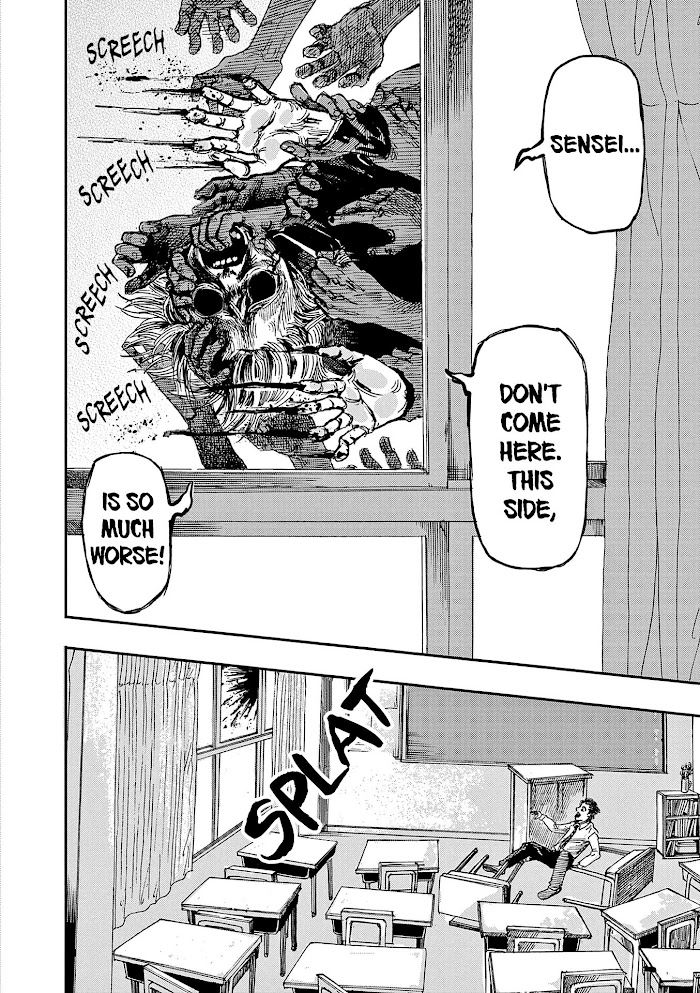 SENSEI...
DON'T
COME
HERE.
THIS
SIDE,
IS SO
MUCH
WORSE!
SCREECH
SCREECH
SCREECH
SCREECH
SPLAT